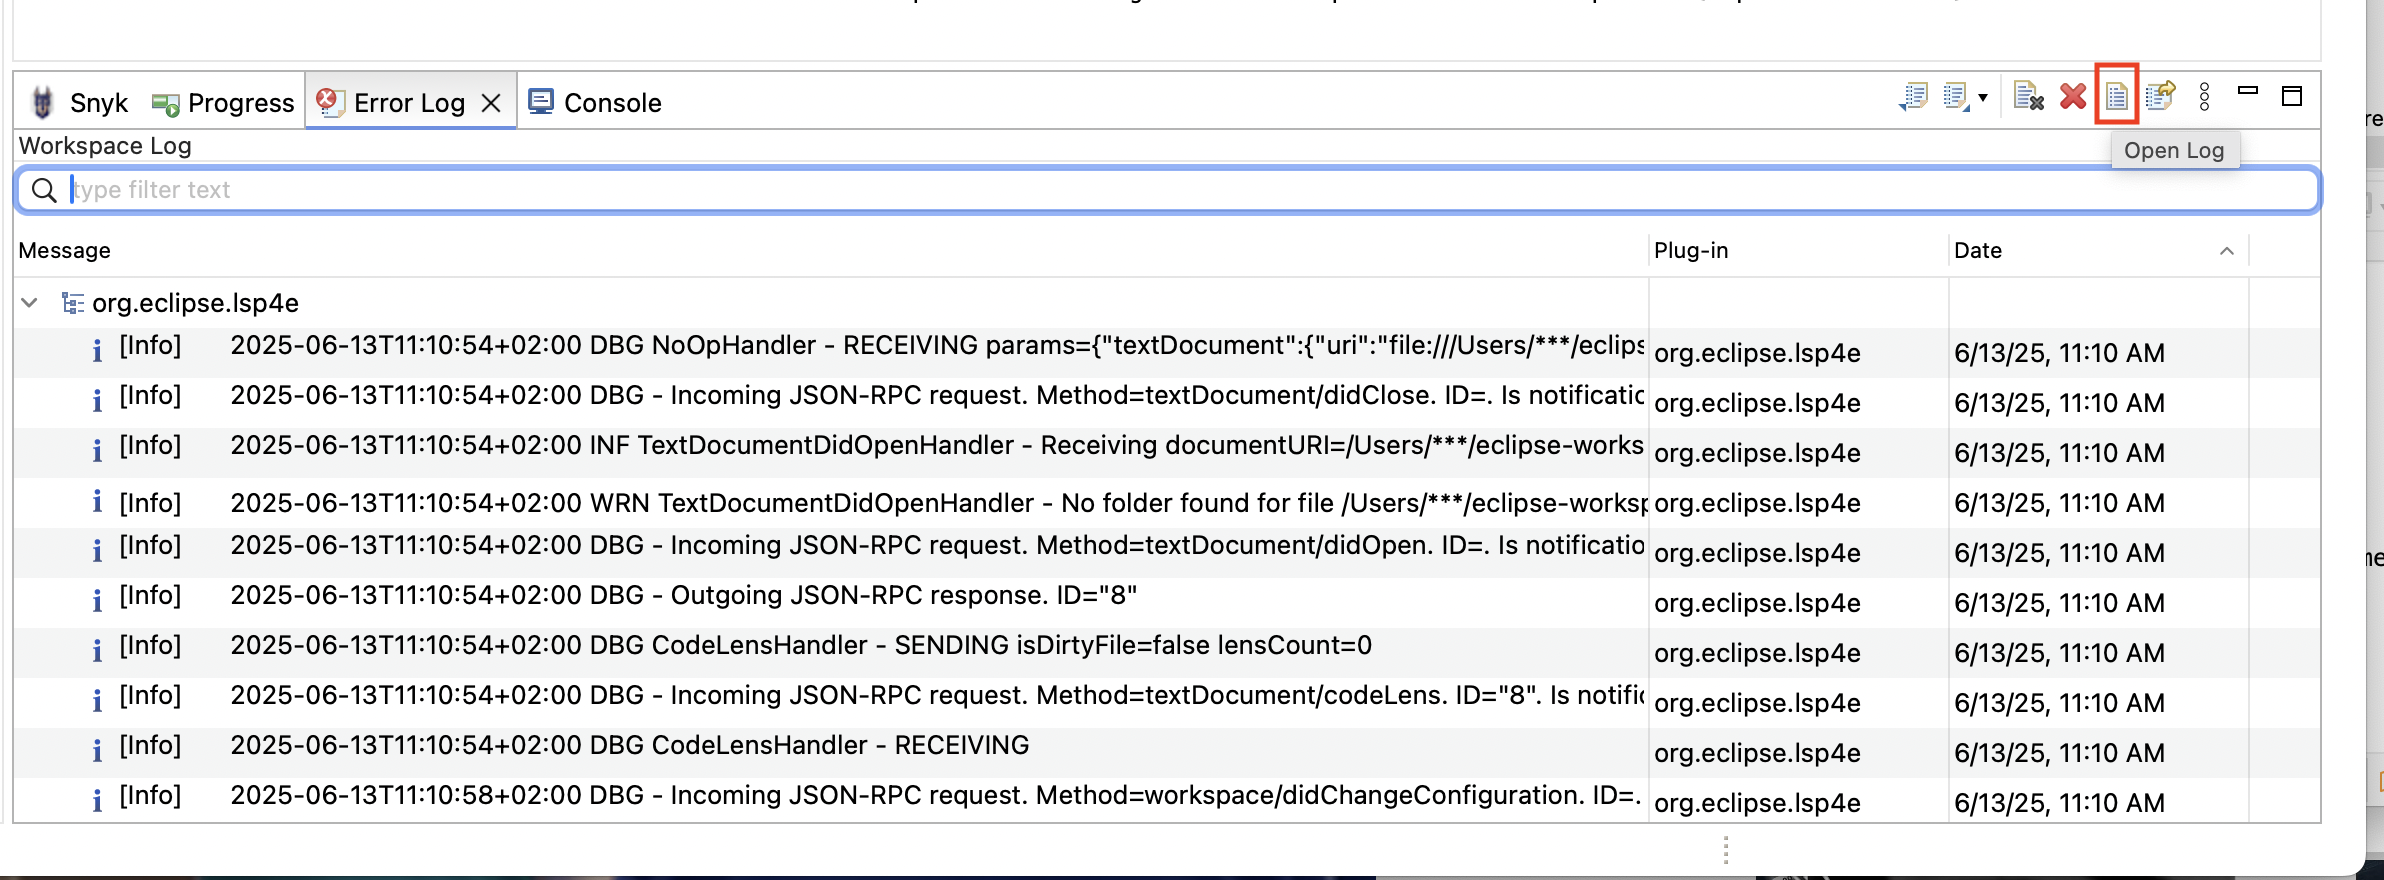 Snyk Progress Error Log Console
Open Log
Workspace Log
type filter text
Message Plug-in Date
org.eclipse.lsp4e
[Info] 2025-06-13T11:10:54+02:00 DBG NoOpHandler - RECEIVING params={"textDocument":{"uri":"file:///Users/***/eclips org.eclipse.lsp4e 6/13/25, 11:10 AM
[Info] 2025-06-13T11:10:54+02:00 DBG - Incoming JSON-RPC request. Method=textDocument/didClose. ID=. Is notificatio org.eclipse.lsp4e 6/13/25, 11:10 AM
[Info] 2025-06-13T11:10:54+02:00 INF TextDocumentDidOpenHandler - Receiving documentURI=/Users/***/eclipse-works org.eclipse.lsp4e 6/13/25, 11:10 AM
[Info] 2025-06-13T11:10:54+02:00 WRN TextDocumentDidOpenHandler - No folder found for file /Users/***/eclipse-worksp org.eclipse.lsp4e 6/13/25, 11:10 AM
[Info] 2025-06-13T11:10:54+02:00 DBG - Incoming JSON-RPC request. Method=textDocument/didOpen. ID=. Is notificatio org.eclipse.lsp4e 6/13/25, 11:10 AM
[Info] 2025-06-13T11:10:54+02:00 DBG - Outgoing JSON-RPC response. ID="8" org.eclipse.lsp4e 6/13/25, 11:10 AM
[Info] 2025-06-13T11:10:54+02:00 DBG CodeLensHandler - SENDING isDirtyFile=false lensCount=0 org.eclipse.lsp4e 6/13/25, 11:10 AM
[Info] 2025-06-13T11:10:54+02:00 DBG - Incoming JSON-RPC request. Method=textDocument/codeLens. ID="8". Is notific org.eclipse.lsp4e 6/13/25, 11:10 AM
[Info] 2025-06-13T11:10:54+02:00 DBG CodeLensHandler - RECEIVING org.eclipse.lsp4e 6/13/25, 11:10 AM
[Info] 2025-06-13T11:10:58+02:00 DBG - Incoming JSON-RPC request. Method=workspace/didChangeConfiguration. ID=. org.eclipse.lsp4e 6/13/25, 11:10 AM